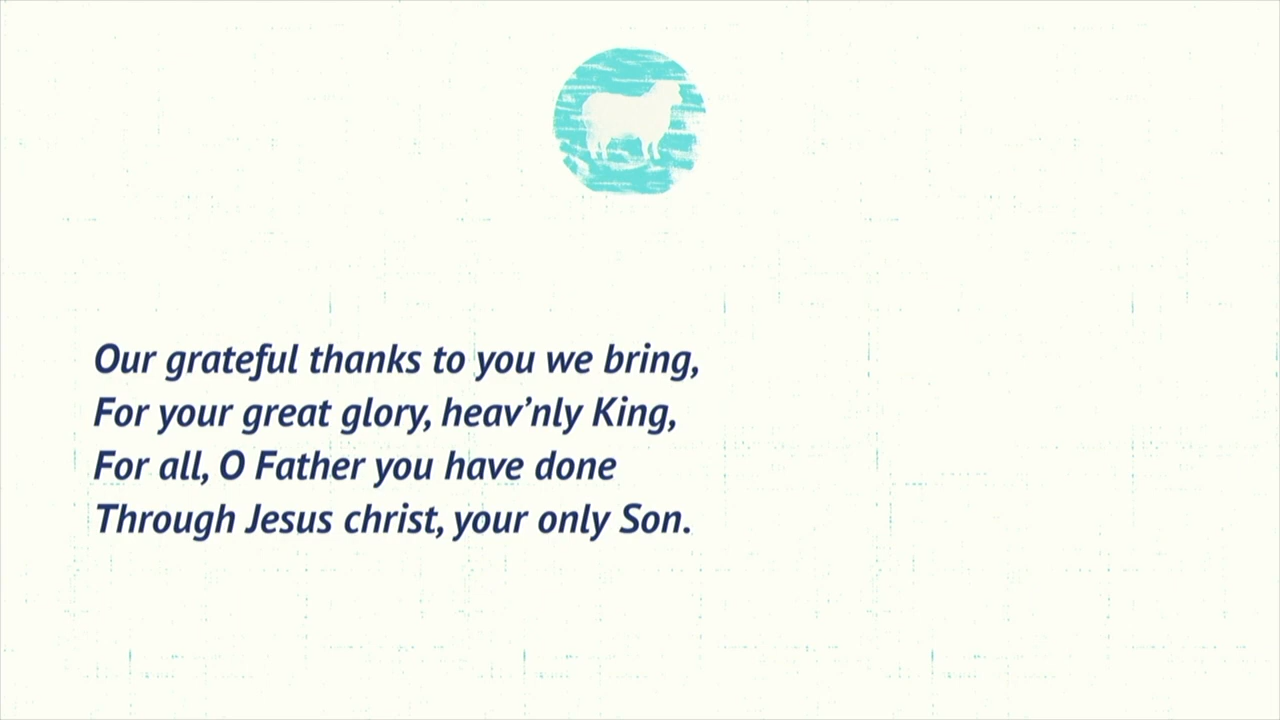 Our grateful thanks to you we bring,
For your great glory, heav’nly King,
For all, O Father you have done
Through Jesus christ, your only Son.